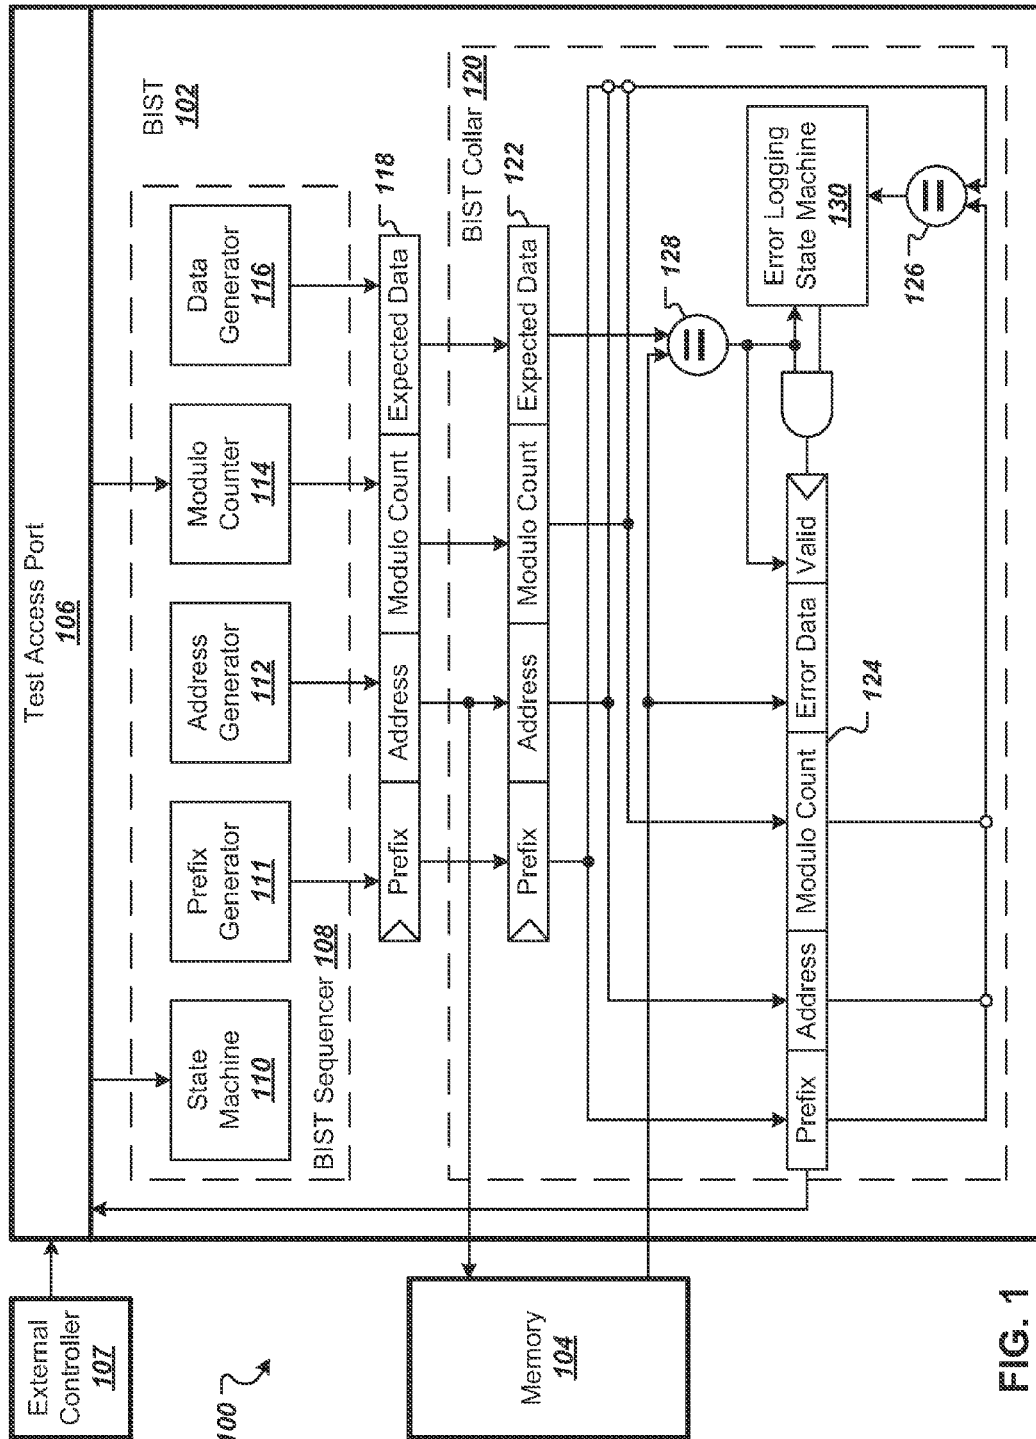 Test Access Port
106
External
Controller
107
100
BIST
102
State
Machine
110
Prefix
Generator
111
Address
Generator
112
Modulo
Counter
114
Data
Generator
116
BIST Sequencer 108
Prefix
Address
Modulo Count
Expected Data
118
BIST Collar 120
Prefix
Address
Modulo Count
Expected Data
122
Memory
104
=
128
Error Logging
State Machine
130
=
126
Prefix
Address
Modulo Count
Error Data
Valid
124
FIG. 1